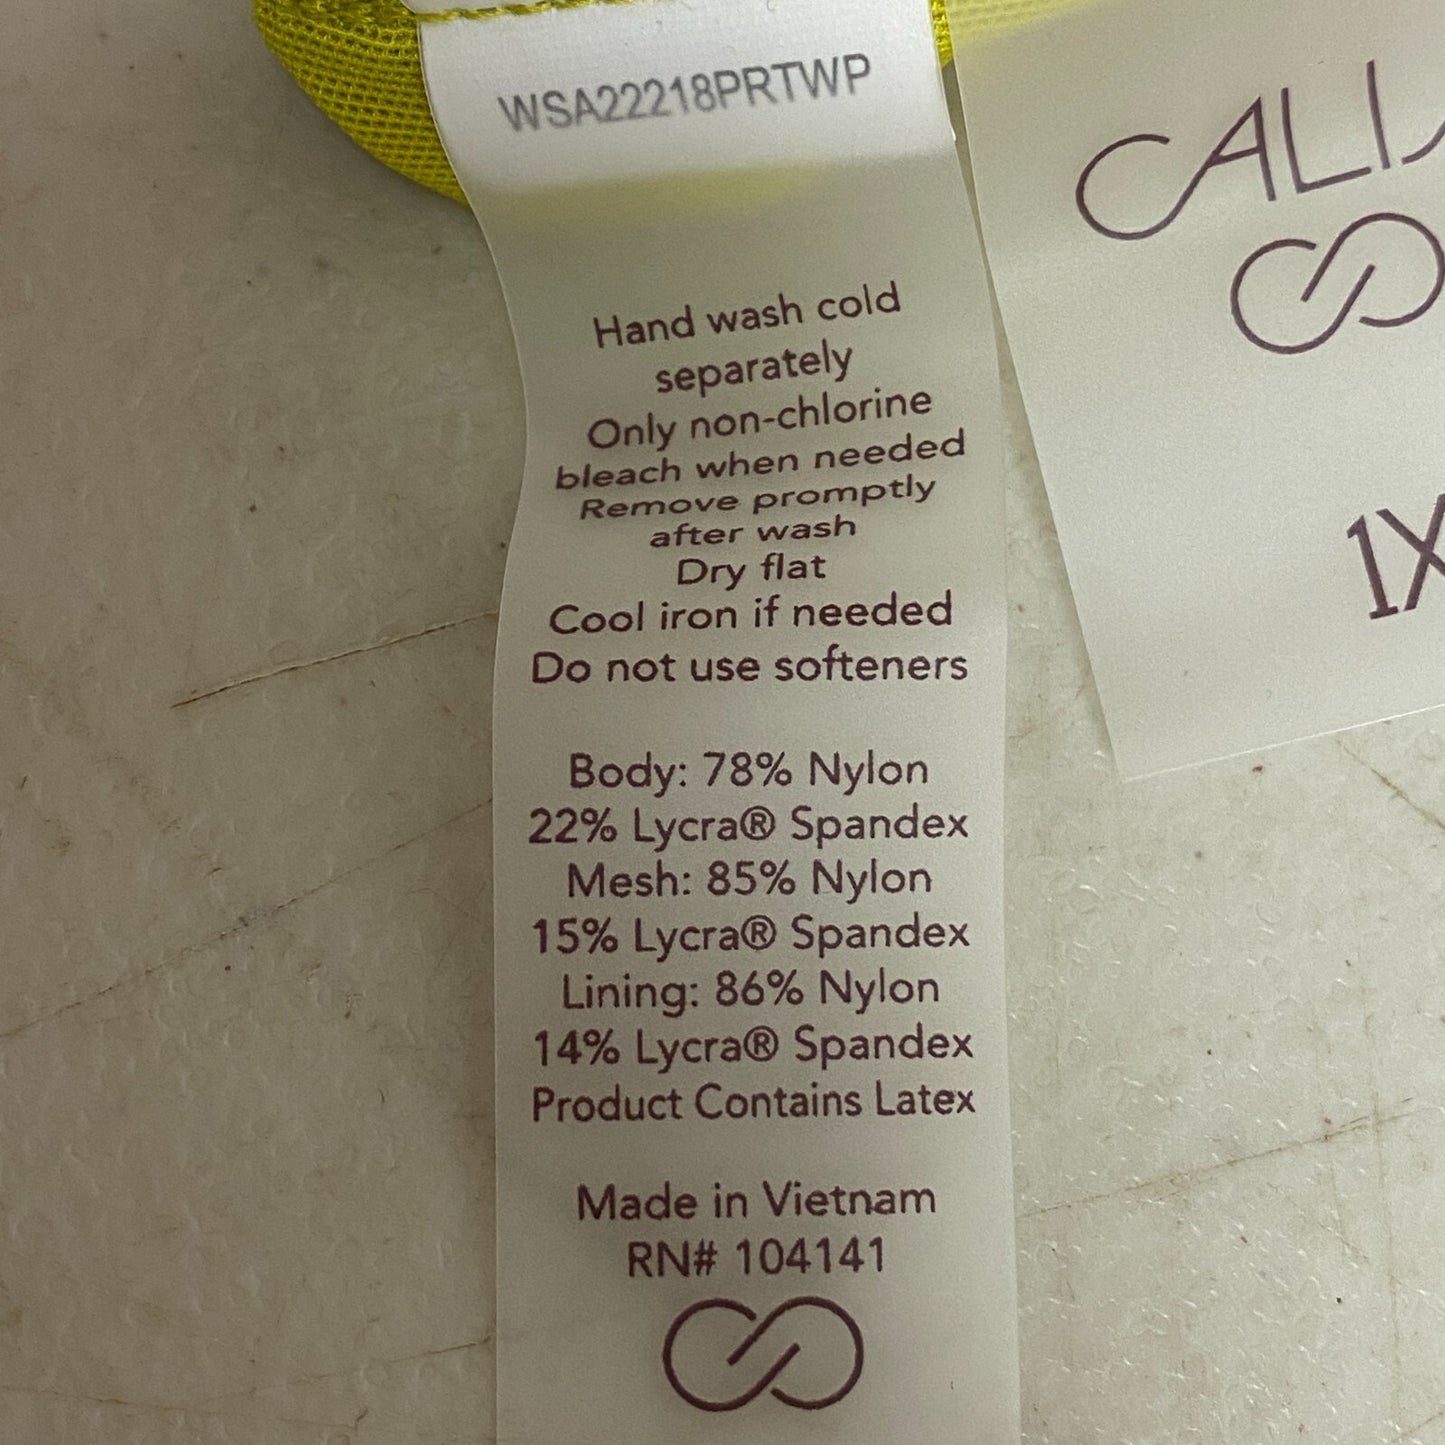 WSA22218PRTWP
Hand wash cold
separately
Only non-chlorine
bleach when needed
Remove promptly
after wash
Dry flat
Cool iron if needed
Do not use softeners
Body: 78% Nylon
22% Lycra® Spandex
Mesh: 85% Nylon
15% Lycra® Spandex
Lining: 86% Nylon
14% Lycra® Spandex
Product Contains Latex
Made in Vietnam
RN# 104141
1X